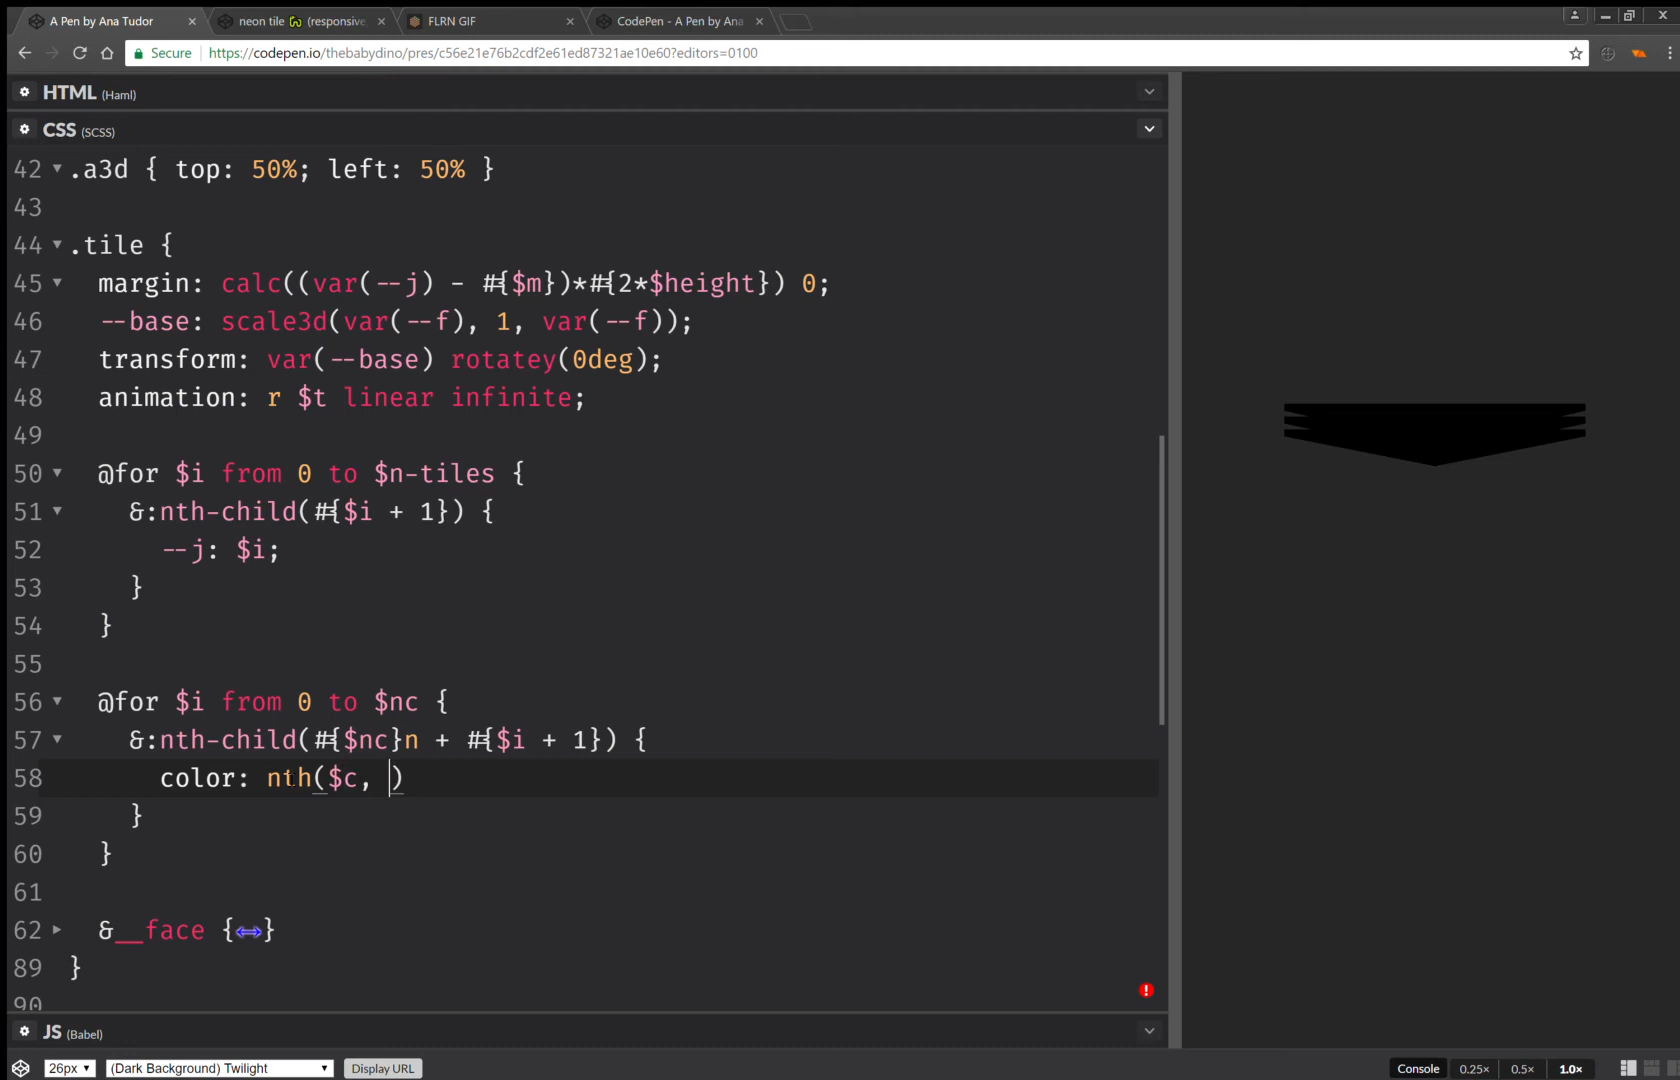 A Pen by Ana Tudor
neon tile (responsive,
FLRN GIF
CodePen - A Pen by Ana
Secure
https://codepen.io/thebabydino/pres/c56e21e76b2cdf2e61ed87321ae10e60?editors=0100
HTML (Haml)
CSS (SCSS)
42 .a3d { top: 50%; left: 50% }
43
44 .tile {
45 margin: calc((var(--j) - #{$m})*#{2*$height}) 0;
46 --base: scale3d(var(--f), 1, var(--f));
47 transform: var(--base) rotatey(0deg);
48 animation: r $t linear infinite;
49
50 @for $i from 0 to $n-tiles {
51 &:nth-child(#{$i + 1}) {
52 --j: $i;
53 }
54 }
55
56 @for $i from 0 to $nc {
57 &:nth-child(#{$nc}n + #{$i + 1}) {
58 color: nth($c, )
59 }
60 }
61
62 &__face {↔}
89 }
90
JS (Babel)
26px
(Dark Background) Twilight
Display URL
Console
0.25×
0.5×
1.0×